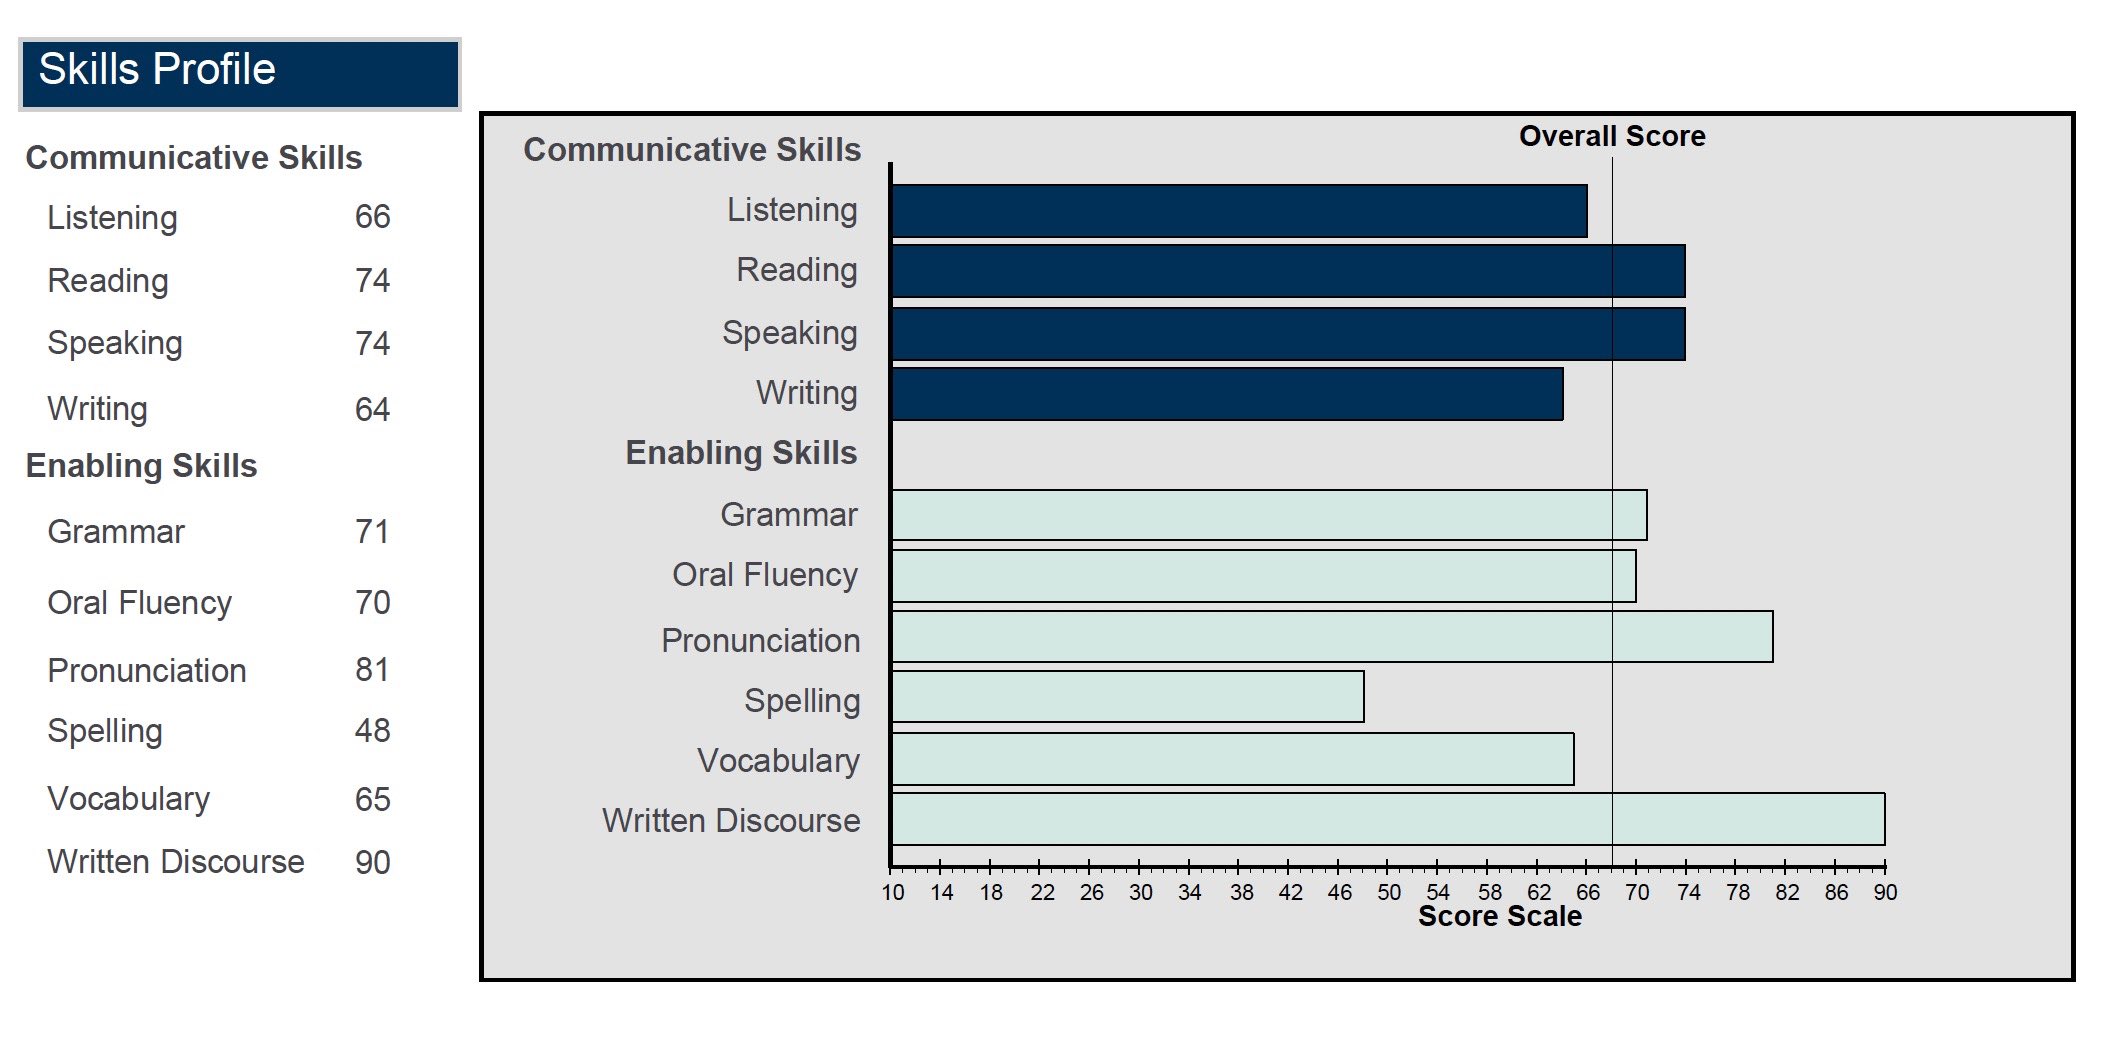 Skills Profile
Communicative Skills
Listening 66
Reading 74
Speaking 74
Writing 64
Enabling Skills
Grammar 71
Oral Fluency 70
Pronunciation 81
Spelling 48
Vocabulary 65
Written Discourse 90
Overall Score
Communicative Skills
Listening
Reading
Speaking
Writing
Enabling Skills
Grammar
Oral Fluency
Pronunciation
Spelling
Vocabulary
Written Discourse
10 14 18 22 26 30 34 38 42 46 50 54 58 62 66 70 74 78 82 86 90
Score Scale